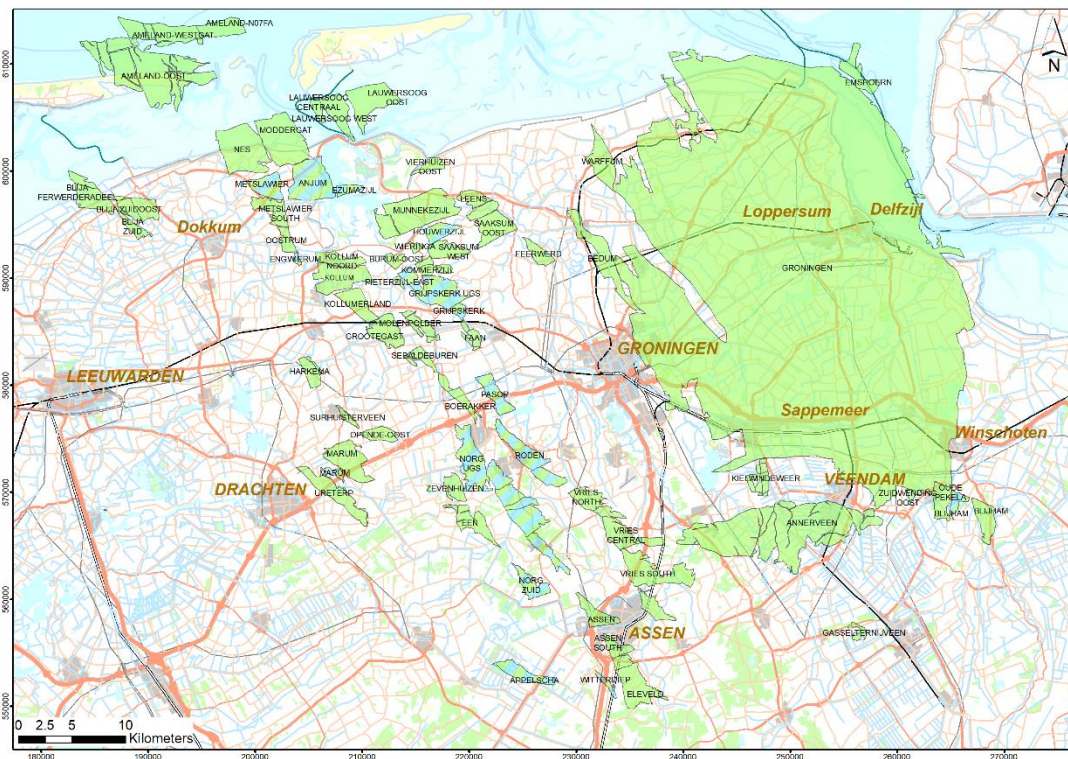 AMELAND-N07FA
AMELAND-WESTGAT
AMELAND-OOST
N
EMSHOERN
LAUWERSOOG
OOST
LAUWERSOOG
CENTRAAL
LAUWERSOOG WEST
MODDERGAT
NES
VIERHUIZEN
OOST
WARFFUM
METSLAWIER
ANJUM
EZUMAZIJL
BLIJA
FERWERDERADEEL
BLIJA ZUIDOOST
BLIJA
ZUID
METSLAWIER
SOUTH
LEENS
MUNNEKEZIJL
SAAKSUM
OOST
Loppersum
Delfzijl
Dokkum
OOSTRUM
HOUWERZIJL
ENGWIERUM
KOLLUM
NOORD
WIERINGA
SAAKSUM
WEST
BURUM-OOST
FEERWERD
BEDUM
GRONINGEN
KOLLUM
KOMMERZIJL
PIETERZIJL-EAST
GRIJPSKERK UGS
KOLLUMERLAND
GRIJPSKERK
MOLENPOLDER
GROOTEGAST
FAAN
SEBALDEBUREN
GRONINGEN
LEEUWARDEN
HARKEMA
PASOP
BOERAKKER
Sappemeer
SURHUISTERVEEN
OPENDE-OOST
Winschoten
MARUM
NORG
UGS
RODEN
MARUM
DRACHTEN
URETERP
ZEVENHUIZEN
VRIES
NORTH
KIEL-WINDEWEER
VEENDAM
ZUIDWENDING
OOST
OUDE
PEKELA
BLIJHAM
BLIJHAM
EEN
ANNERVEEN
VRIES
CENTRAL
VRIES SOUTH
NORG
ZUID
ASSEN
ASSEN
ASSEN
SOUTH
GASSELTERNIJVEEN
APPELSCHA
WITTERDIEP
ELEVELD
0 2.5 5 10
Kilometers
180000 190000 200000 210000 220000 230000 240000 250000 260000 270000
610000
600000
590000
580000
570000
560000
550000